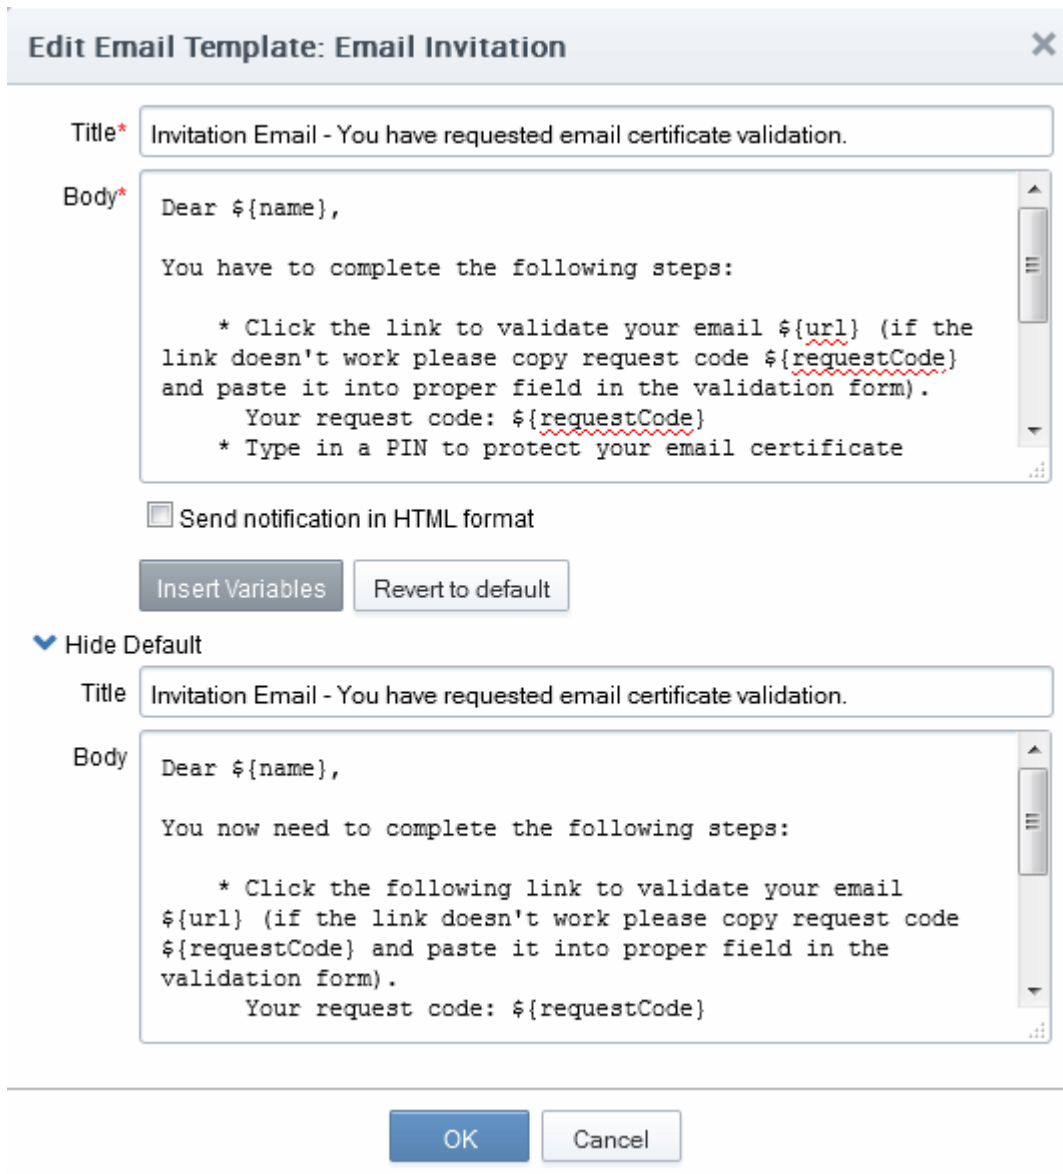 Edit Email Template: Email Invitation
Title*
Invitation Email - You have requested email certificate validation.
Body*
Dear ${name},
You have to complete the following steps:
* Click the link to validate your email ${url} (if the
link doesn't work please copy request code ${requestCode}
and paste it into proper field in the validation form).
Your request code: ${requestCode}
* Type in a PIN to protect your email certificate
Send notification in HTML format
Insert Variables Revert to default
Hide Default
Title
Invitation Email - You have requested email certificate validation.
Body
Dear ${name},
You now need to complete the following steps:
* Click the following link to validate your email
${url} (if the link doesn't work please copy request code
${requestCode} and paste it into proper field in the
validation form).
Your request code: ${requestCode}
OK Cancel